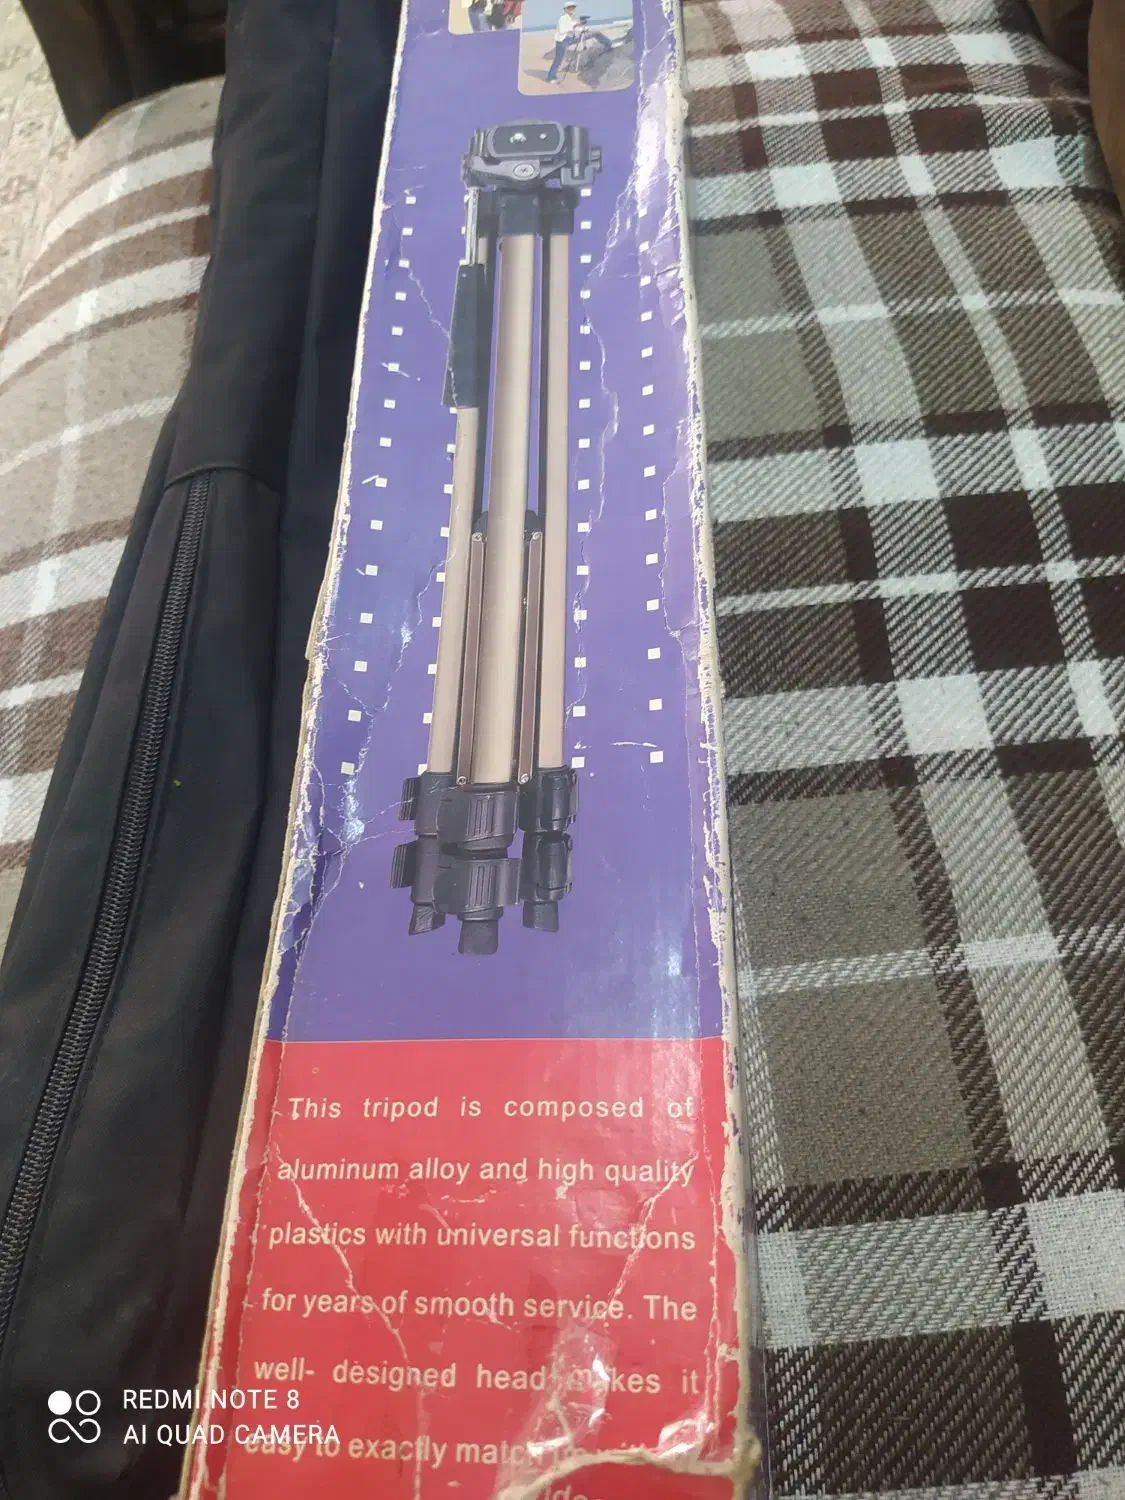 This tripod is composed of
aluminum alloy and high quality
plastics with universal functions
for years of smooth service. The
well- designed head makes it
easy to exactly match
REDMI NOTE 8
AI QUAD CAMERA